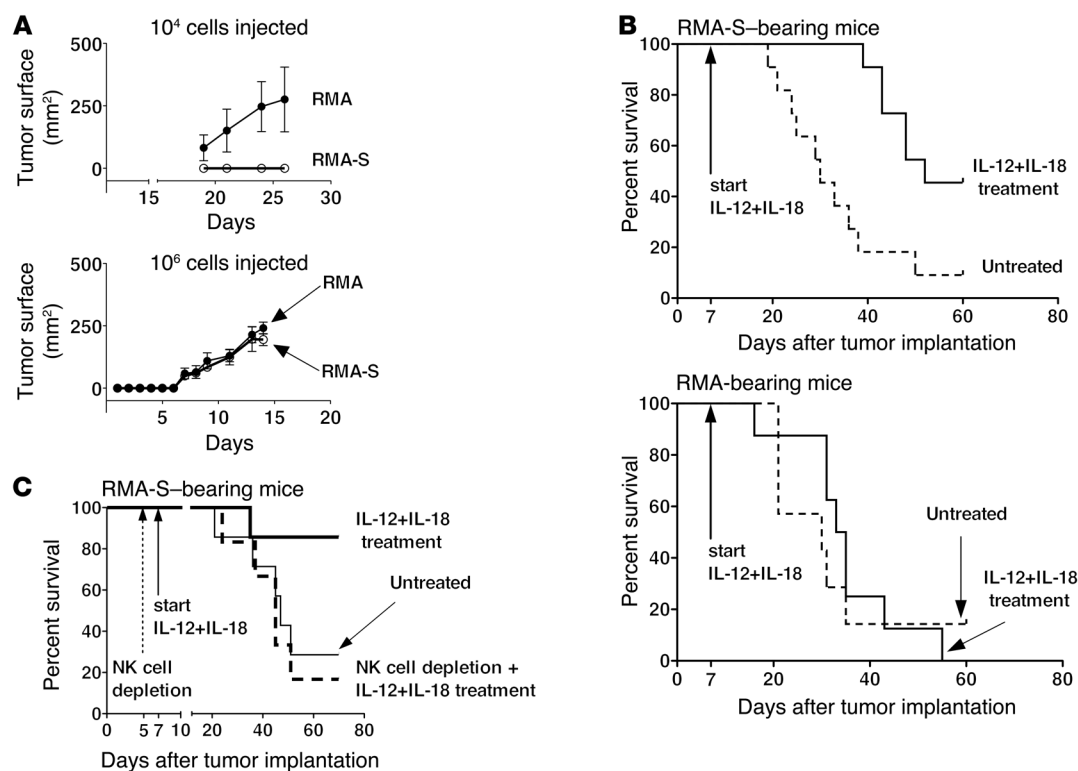 A
10⁴ cells injected
Tumor surface
(mm²)
500
250
0
RMA
RMA-S
15
20
25
30
Days
10⁶ cells injected
Tumor surface
(mm²)
500
250
0
RMA
RMA-S
5
10
15
20
Days
B
RMA-S–bearing mice
Percent survival
100
80
60
40
20
0
start
IL-12+IL-18
IL-12+IL-18
treatment
Untreated
0
7
20
40
60
80
Days after tumor implantation
RMA-bearing mice
Percent survival
100
80
60
40
20
0
start
IL-12+IL-18
Untreated
IL-12+IL-18
treatment
0
7
20
40
60
80
Days after tumor implantation
C
RMA-S–bearing mice
Percent survival
100
80
60
40
20
0
NK cell
depletion
start
IL-12+IL-18
IL-12+IL-18
treatment
Untreated
NK cell depletion +
IL-12+IL-18 treatment
0
5
7
10
20
40
60
80
Days after tumor implantation